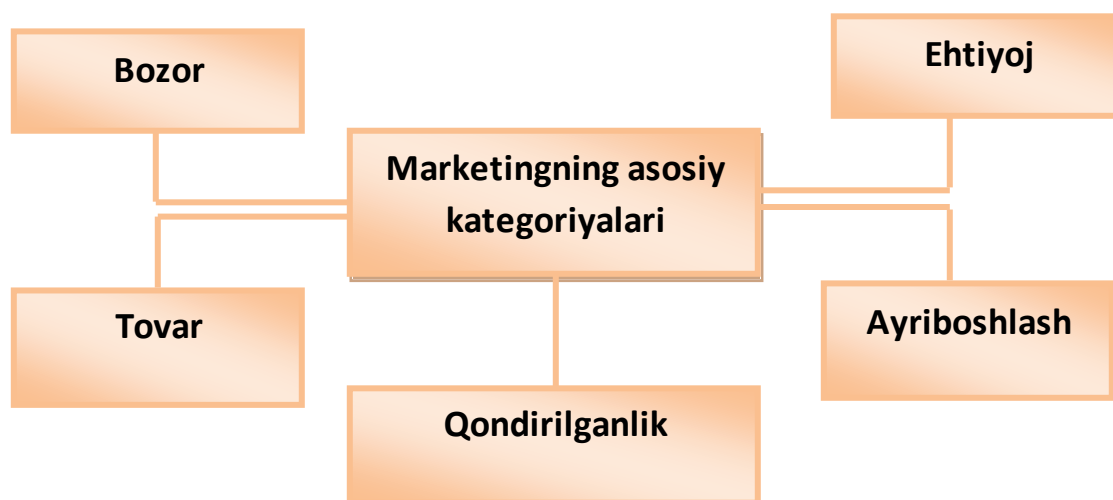 Bozor
Ehtiyoj
Marketingning asosiy
kategoriyalari
Tovar
Ayriboshlash
Qondirilganlik